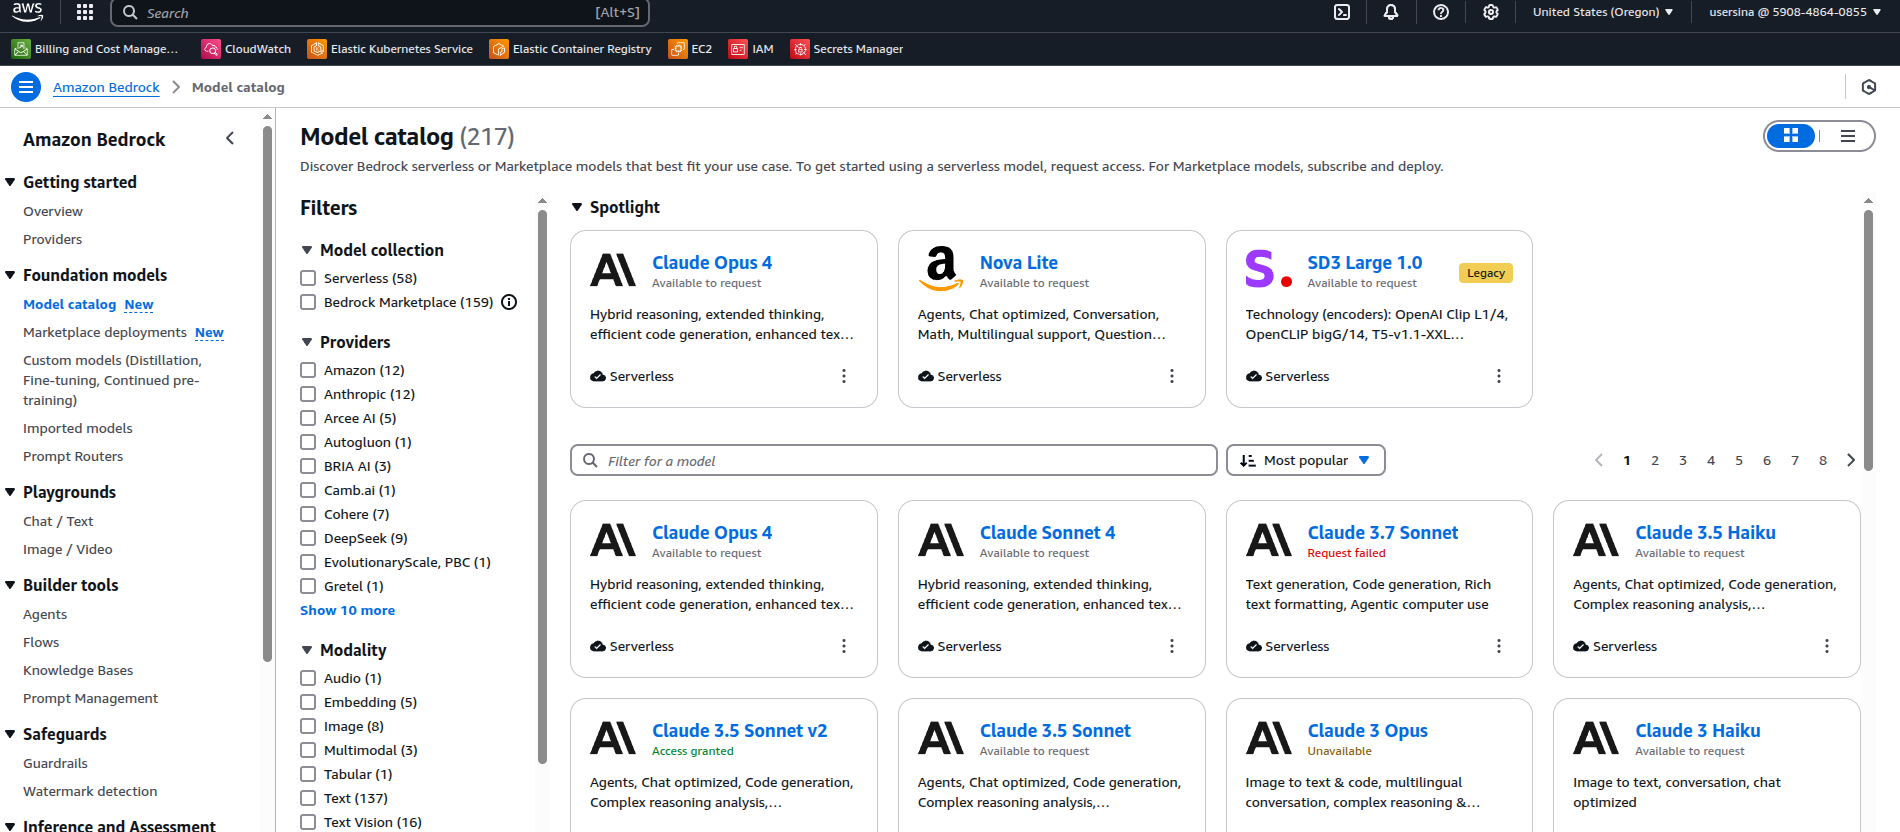 aws
Search
[Alt+S]
United States (Oregon)
usersina @ 5908-4864-0855
Billing and Cost Manage...
CloudWatch
Elastic Kubernetes Service
Elastic Container Registry
EC2
IAM
Secrets Manager
Amazon Bedrock
Model catalog
Amazon Bedrock
Getting started
Overview
Providers
Foundation models
Model catalog New
Marketplace deployments New
Custom models (Distillation,
Fine-tuning, Continued pre-
training)
Imported models
Prompt Routers
Playgrounds
Chat / Text
Image / Video
Builder tools
Agents
Flows
Knowledge Bases
Prompt Management
Safeguards
Guardrails
Watermark detection
Inference and Assessment
Model catalog (217)
Discover Bedrock serverless or Marketplace models that best fit your use case. To get started using a serverless model, request access. For Marketplace models, subscribe and deploy.
Filters
Model collection
Serverless (58)
Bedrock Marketplace (159)
Providers
Amazon (12)
Anthropic (12)
Arcee AI (5)
Autogluon (1)
BRIA AI (3)
Camb.ai (1)
Cohere (7)
DeepSeek (9)
EvolutionaryScale, PBC (1)
Gretel (1)
Show 10 more
Modality
Audio (1)
Embedding (5)
Image (8)
Multimodal (3)
Tabular (1)
Text (137)
Text Vision (16)
Spotlight
Claude Opus 4
Available to request
Hybrid reasoning, extended thinking,
efficient code generation, enhanced tex...
Serverless
Nova Lite
Available to request
Agents, Chat optimized, Conversation,
Math, Multilingual support, Question...
Serverless
SD3 Large 1.0
Available to request
Legacy
Technology (encoders): OpenAI Clip L1/4,
OpenCLIP bigG/14, T5-v1.1-XXL...
Serverless
Filter for a model
Most popular
1 2 3 4 5 6 7 8
Claude Opus 4
Available to request
Hybrid reasoning, extended thinking,
efficient code generation, enhanced tex...
Serverless
Claude Sonnet 4
Available to request
Hybrid reasoning, extended thinking,
efficient code generation, enhanced tex...
Serverless
Claude 3.7 Sonnet
Request failed
Text generation, Code generation, Rich
text formatting, Agentic computer use
Serverless
Claude 3.5 Haiku
Available to request
Agents, Chat optimized, Code generation,
Complex reasoning analysis,...
Serverless
Claude 3.5 Sonnet v2
Access granted
Agents, Chat optimized, Code generation,
Complex reasoning analysis,...
Claude 3.5 Sonnet
Available to request
Agents, Chat optimized, Code generation,
Complex reasoning analysis,...
Claude 3 Opus
Unavailable
Image to text & code, multilingual
conversation, complex reasoning &...
Claude 3 Haiku
Available to request
Image to text, conversation, chat
optimized